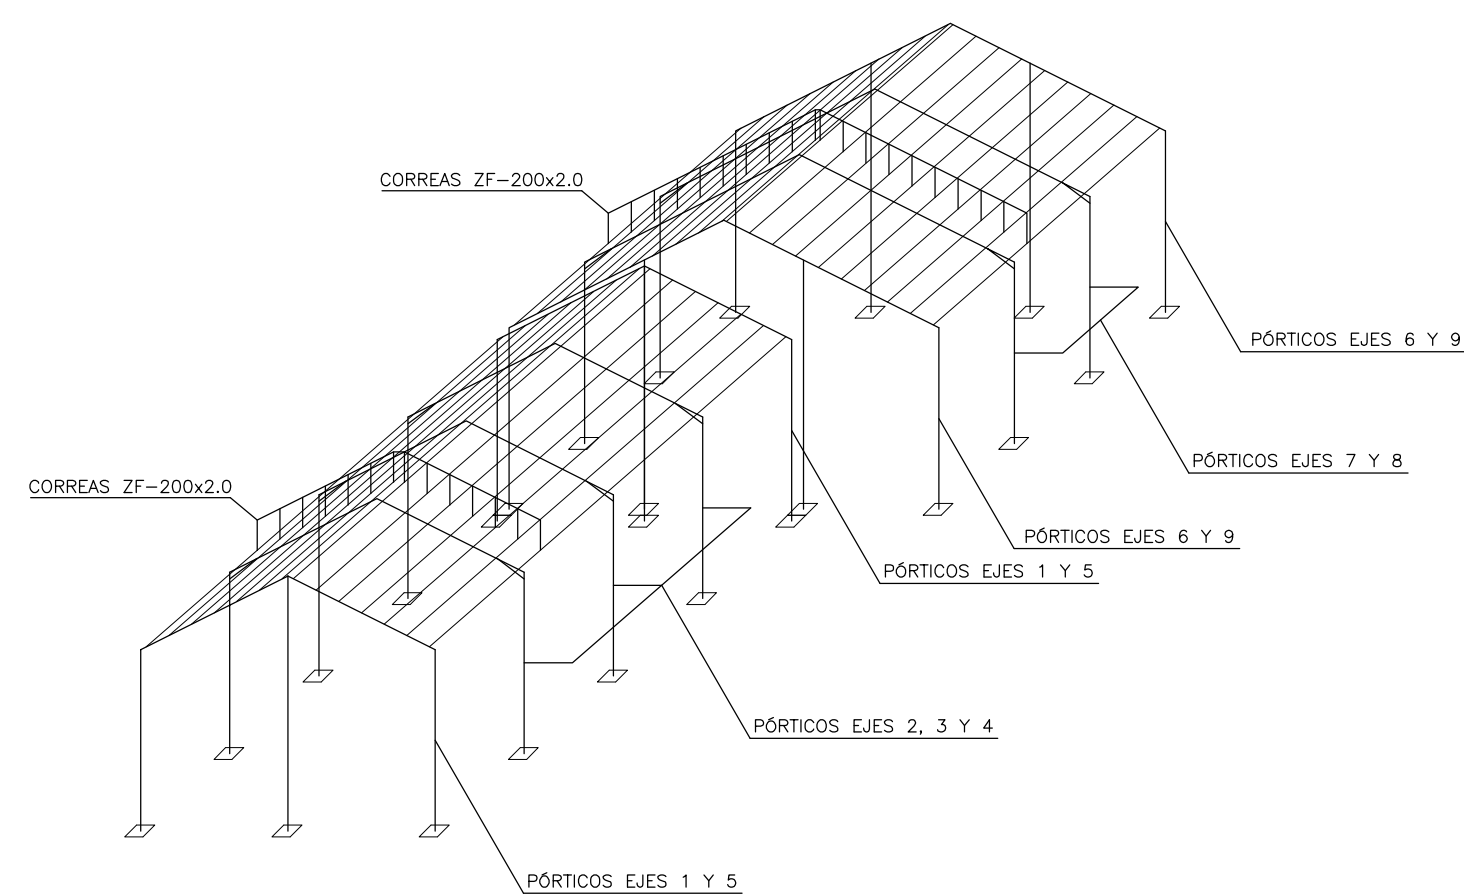 CORREAS ZF-200x2.0
PÓRTICOS EJES 6 Y 9
PÓRTICOS EJES 7 Y 8
CORREAS ZF-200x2.0
PÓRTICOS EJES 6 Y 9
PÓRTICOS EJES 1 Y 5
PÓRTICOS EJES 2, 3 Y 4
PÓRTICOS EJES 1 Y 5